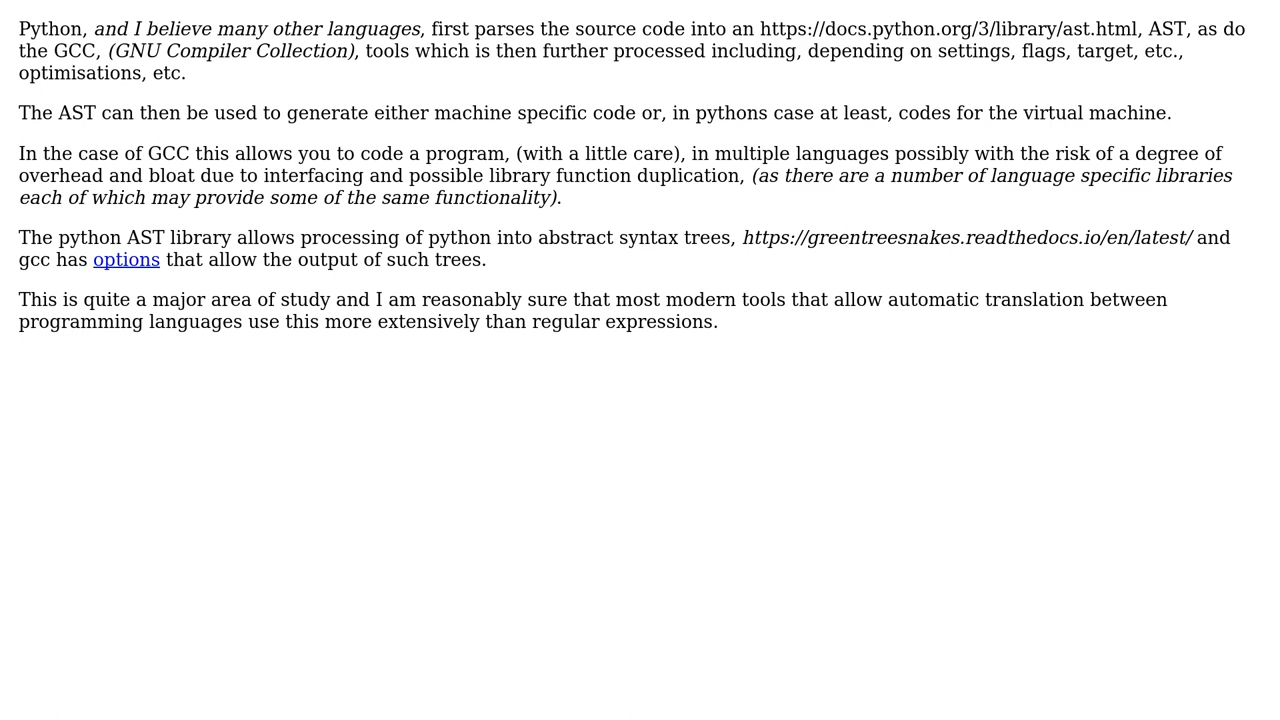 Python, and I believe many other languages, first parses the source code into an https://docs.python.org/3/library/ast.html, AST, as do
the GCC, (GNU Compiler Collection), tools which is then further processed including, depending on settings, flags, target, etc.,
optimisations, etc.
The AST can then be used to generate either machine specific code or, in pythons case at least, codes for the virtual machine.
In the case of GCC this allows you to code a program, (with a little care), in multiple languages possibly with the risk of a degree of
overhead and bloat due to interfacing and possible library function duplication, (as there are a number of language specific libraries
each of which may provide some of the same functionality).
The python AST library allows processing of python into abstract syntax trees, https://greentreesnakes.readthedocs.io/en/latest/ and
gcc has options that allow the output of such trees.
This is quite a major area of study and I am reasonably sure that most modern tools that allow automatic translation between
programming languages use this more extensively than regular expressions.